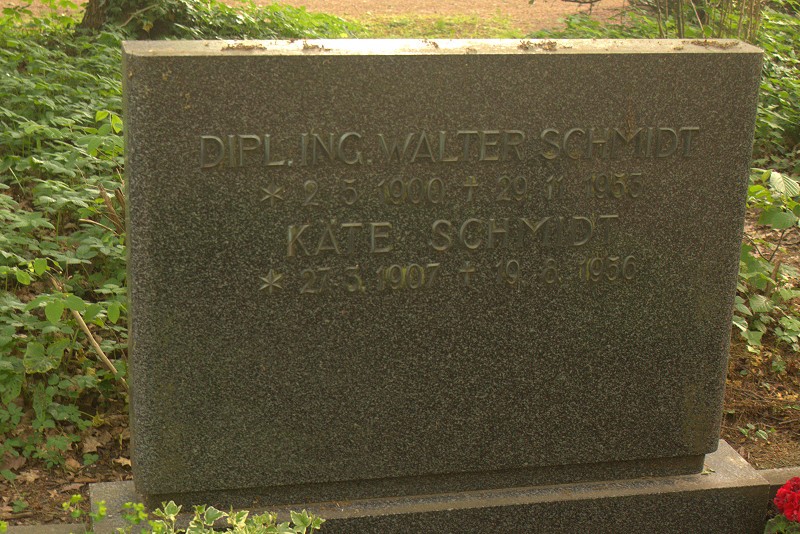 DIPL. ING. WALTER SCHMIDT
* 2. 5. 1900 † 29. 11. 1955
KÄTE SCHMIDT
* 27. 5. 1907 † 19. 8. 1956